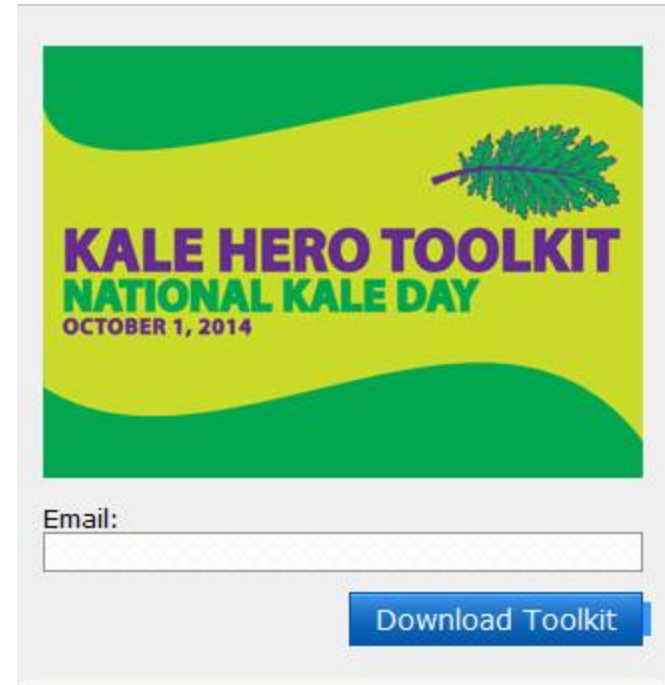 KALE HERO TOOLKIT
NATIONAL KALE DAY
OCTOBER 1, 2014
Email:
Download Toolkit